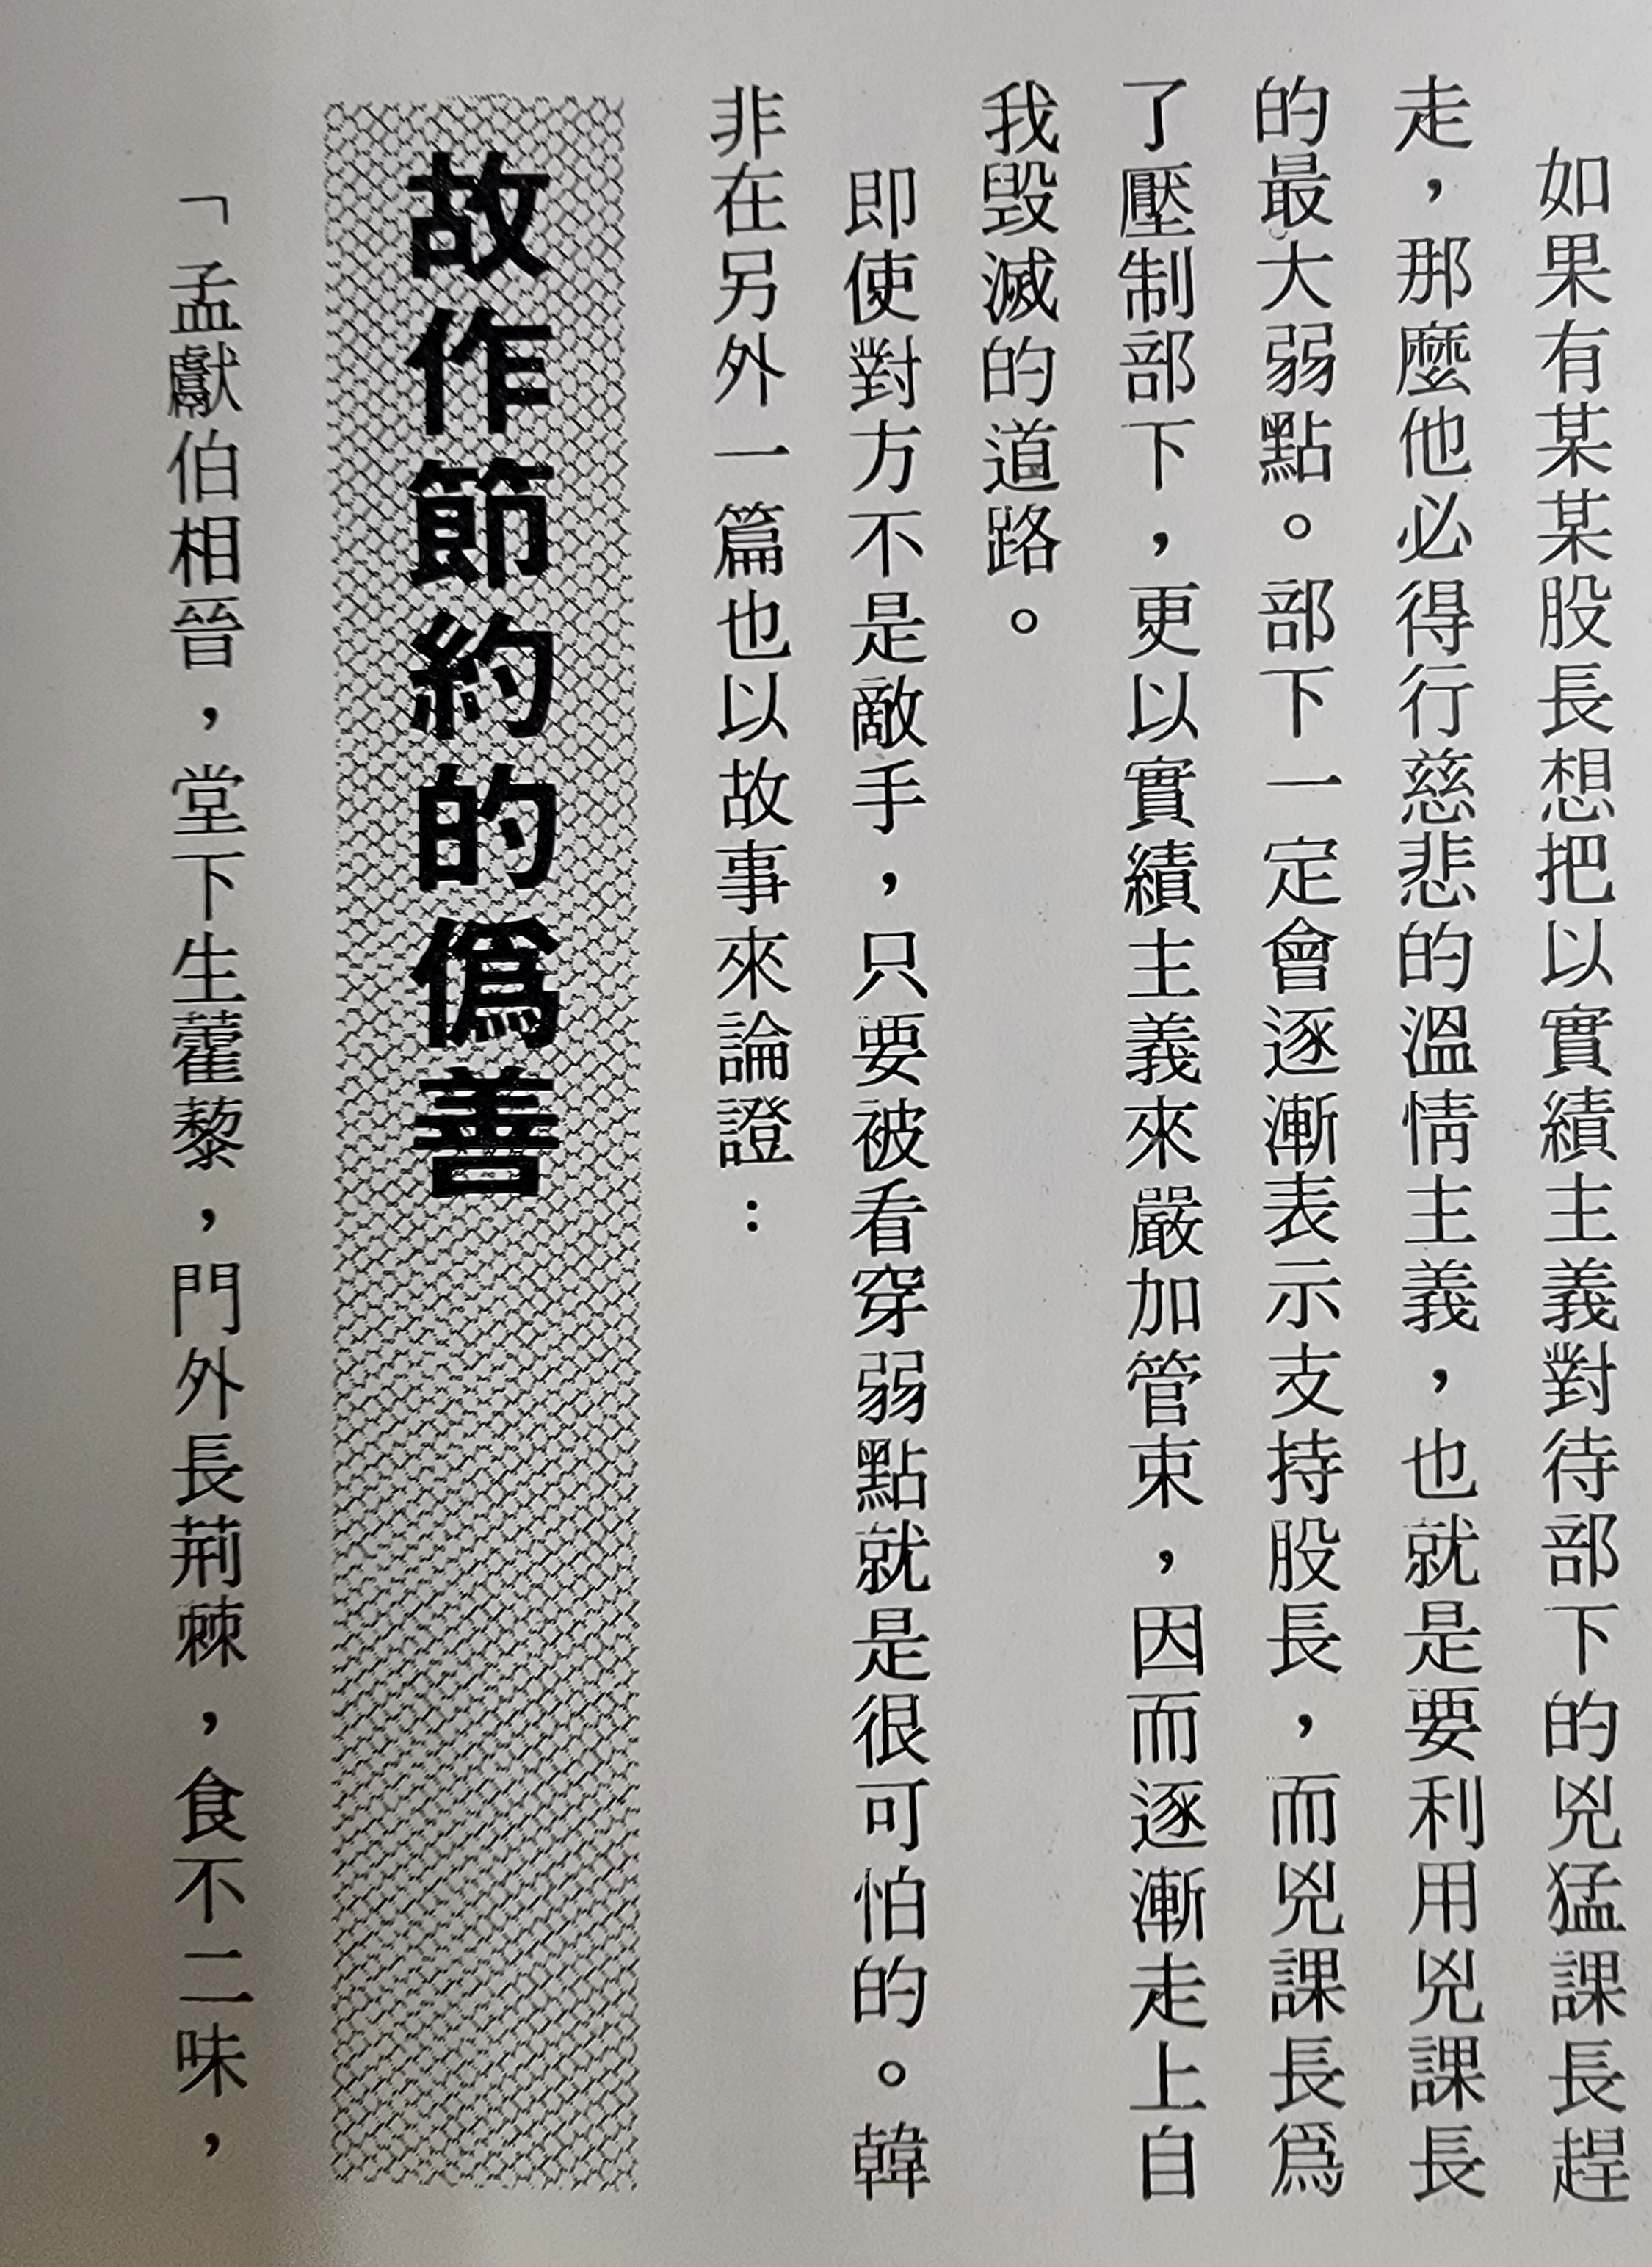 如果有某某股長想把以實績主義對待部下的兇猛課長趕
走，那麼他必得行慈悲的溫情主義，也就是要利用兇課長
的最大弱點。部下一定會逐漸表示支持股長，而兇課長爲
了壓制部下，更以實績主義來嚴加管束，因而逐漸走上自
我毀滅的道路。
即使對方不是敵手，只要被看穿弱點就是很可怕的。韓
非在另外一篇也以故事來論證：
故作節約的僞善
「孟獻伯相晉，堂下生藿藜，門外長荊棘，食不二味，